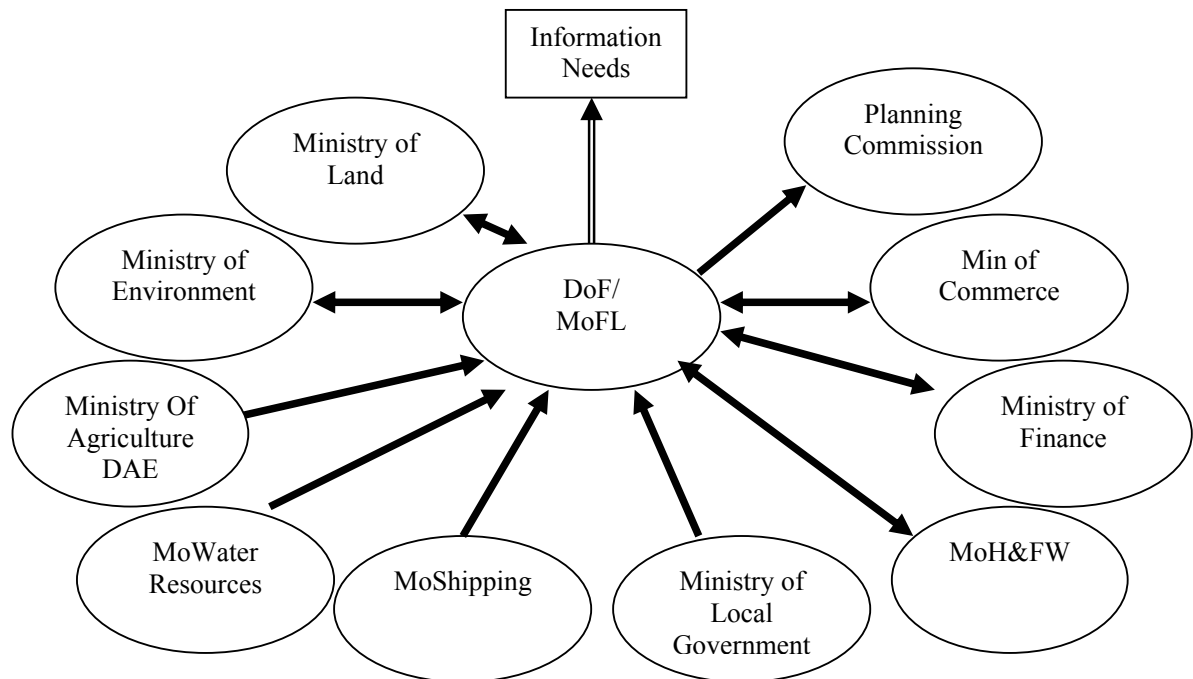 Information
Needs
Planning
Commission
Ministry of
Land
Ministry of
Environment
DoF/
MoFL
Min of
Commerce
Ministry Of
Agriculture
DAE
Ministry of
Finance
MoWater
Resources
MoShipping
Ministry of
Local
Government
MoH&FW